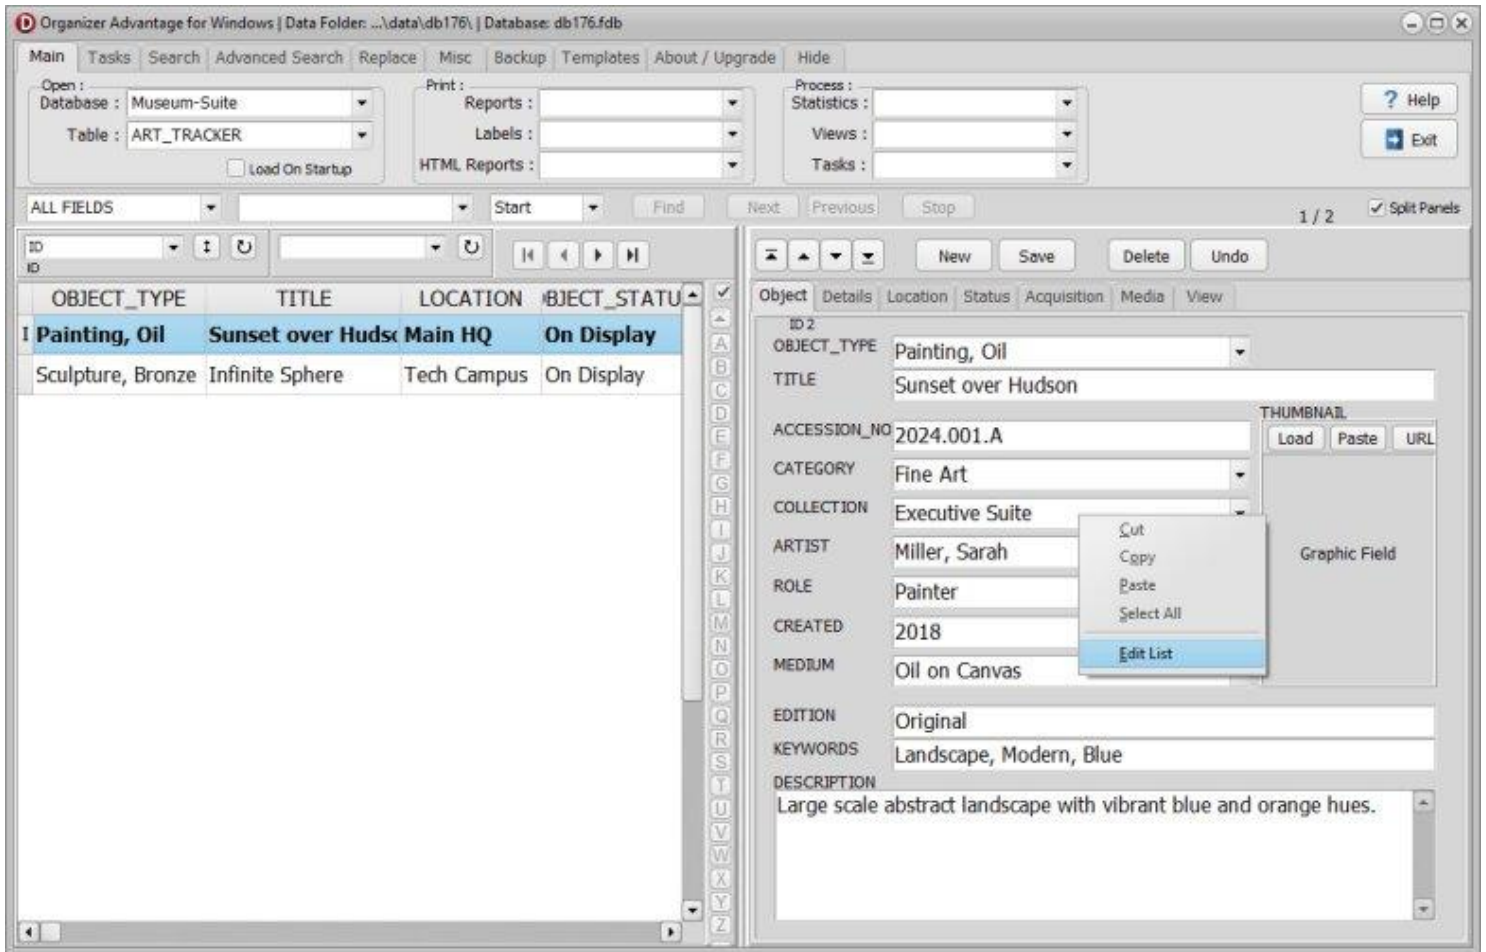 Organizer Advantage for Windows | Data Folder: ...\data\db176\ | Database: db176.fdb
Main Tasks Search Advanced Search Replace Misc Backup Templates About / Upgrade Hide
Open : Print : Process :
Database : Museum-Suite Reports : Statistics : ? Help
Table : ART_TRACKER Labels : Views : Exit
Load On Startup HTML Reports : Tasks :
ALL FIELDS Start Find Next Previous Stop 1 / 2 Split Panels
ID New Save Delete Undo
ID
Object Details Location Status Acquisition Media View
OBJECT_TYPE TITLE LOCATION BJECT_STATU
I Painting, Oil Sunset over Hudso Main HQ On Display
Sculpture, Bronze Infinite Sphere Tech Campus On Display
A
B
C
D
E
F
G
H
I
J
K
L
M
N
O
P
Q
R
S
T
U
V
W
X
Y
Z
ID 2
OBJECT_TYPE Painting, Oil
TITLE Sunset over Hudson
THUMBNAIL
ACCESSION_NO 2024.001.A Load Paste URL
CATEGORY Fine Art
COLLECTION Executive Suite
ARTIST Miller, Sarah
ROLE Painter
CREATED 2018
MEDIUM Oil on Canvas
Cut
Copy
Paste
Select All
Edit List
Graphic Field
EDITION Original
KEYWORDS Landscape, Modern, Blue
DESCRIPTION
Large scale abstract landscape with vibrant blue and orange hues.